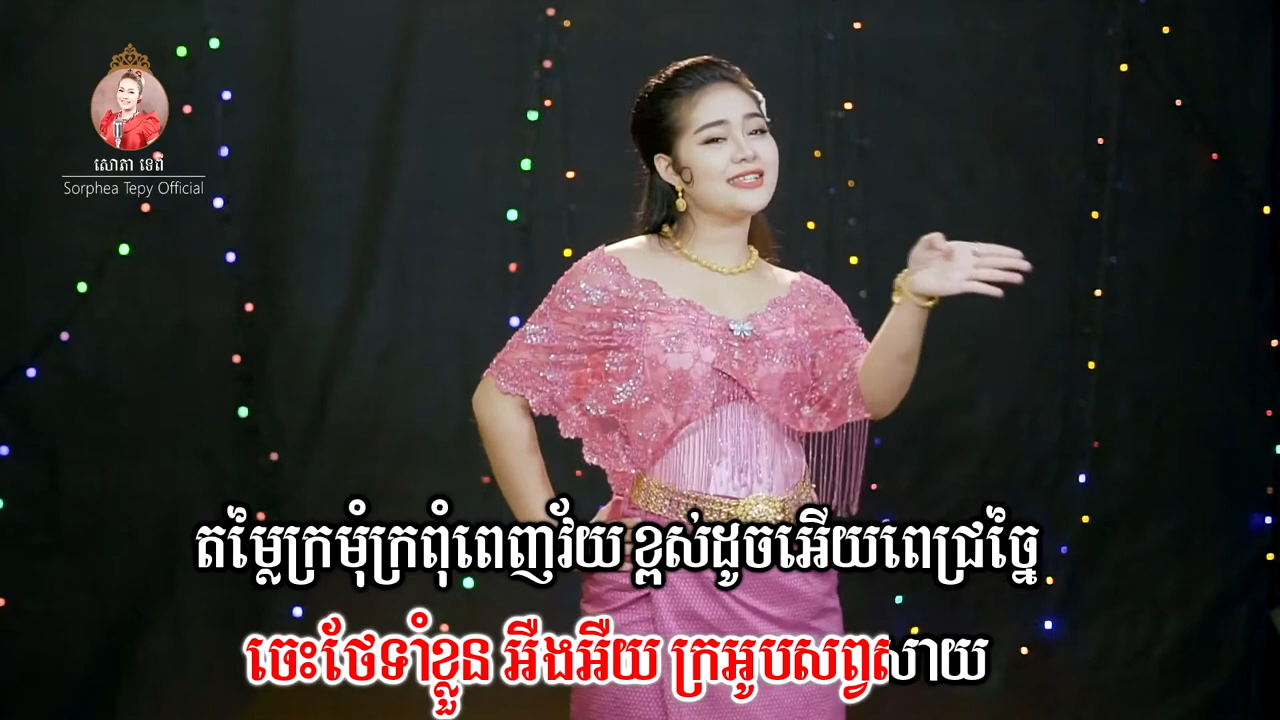 សោភា ទេពី
Sorphea Tepy Official
តម្លៃក្រមុំក្រពុំពេញវ័យ ខ្ពស់ដូចអើយពេជ្រច្នៃ
ចេះថែទាំខ្លួន អឺងអឺយ ក្រអូបសព្វសាយ